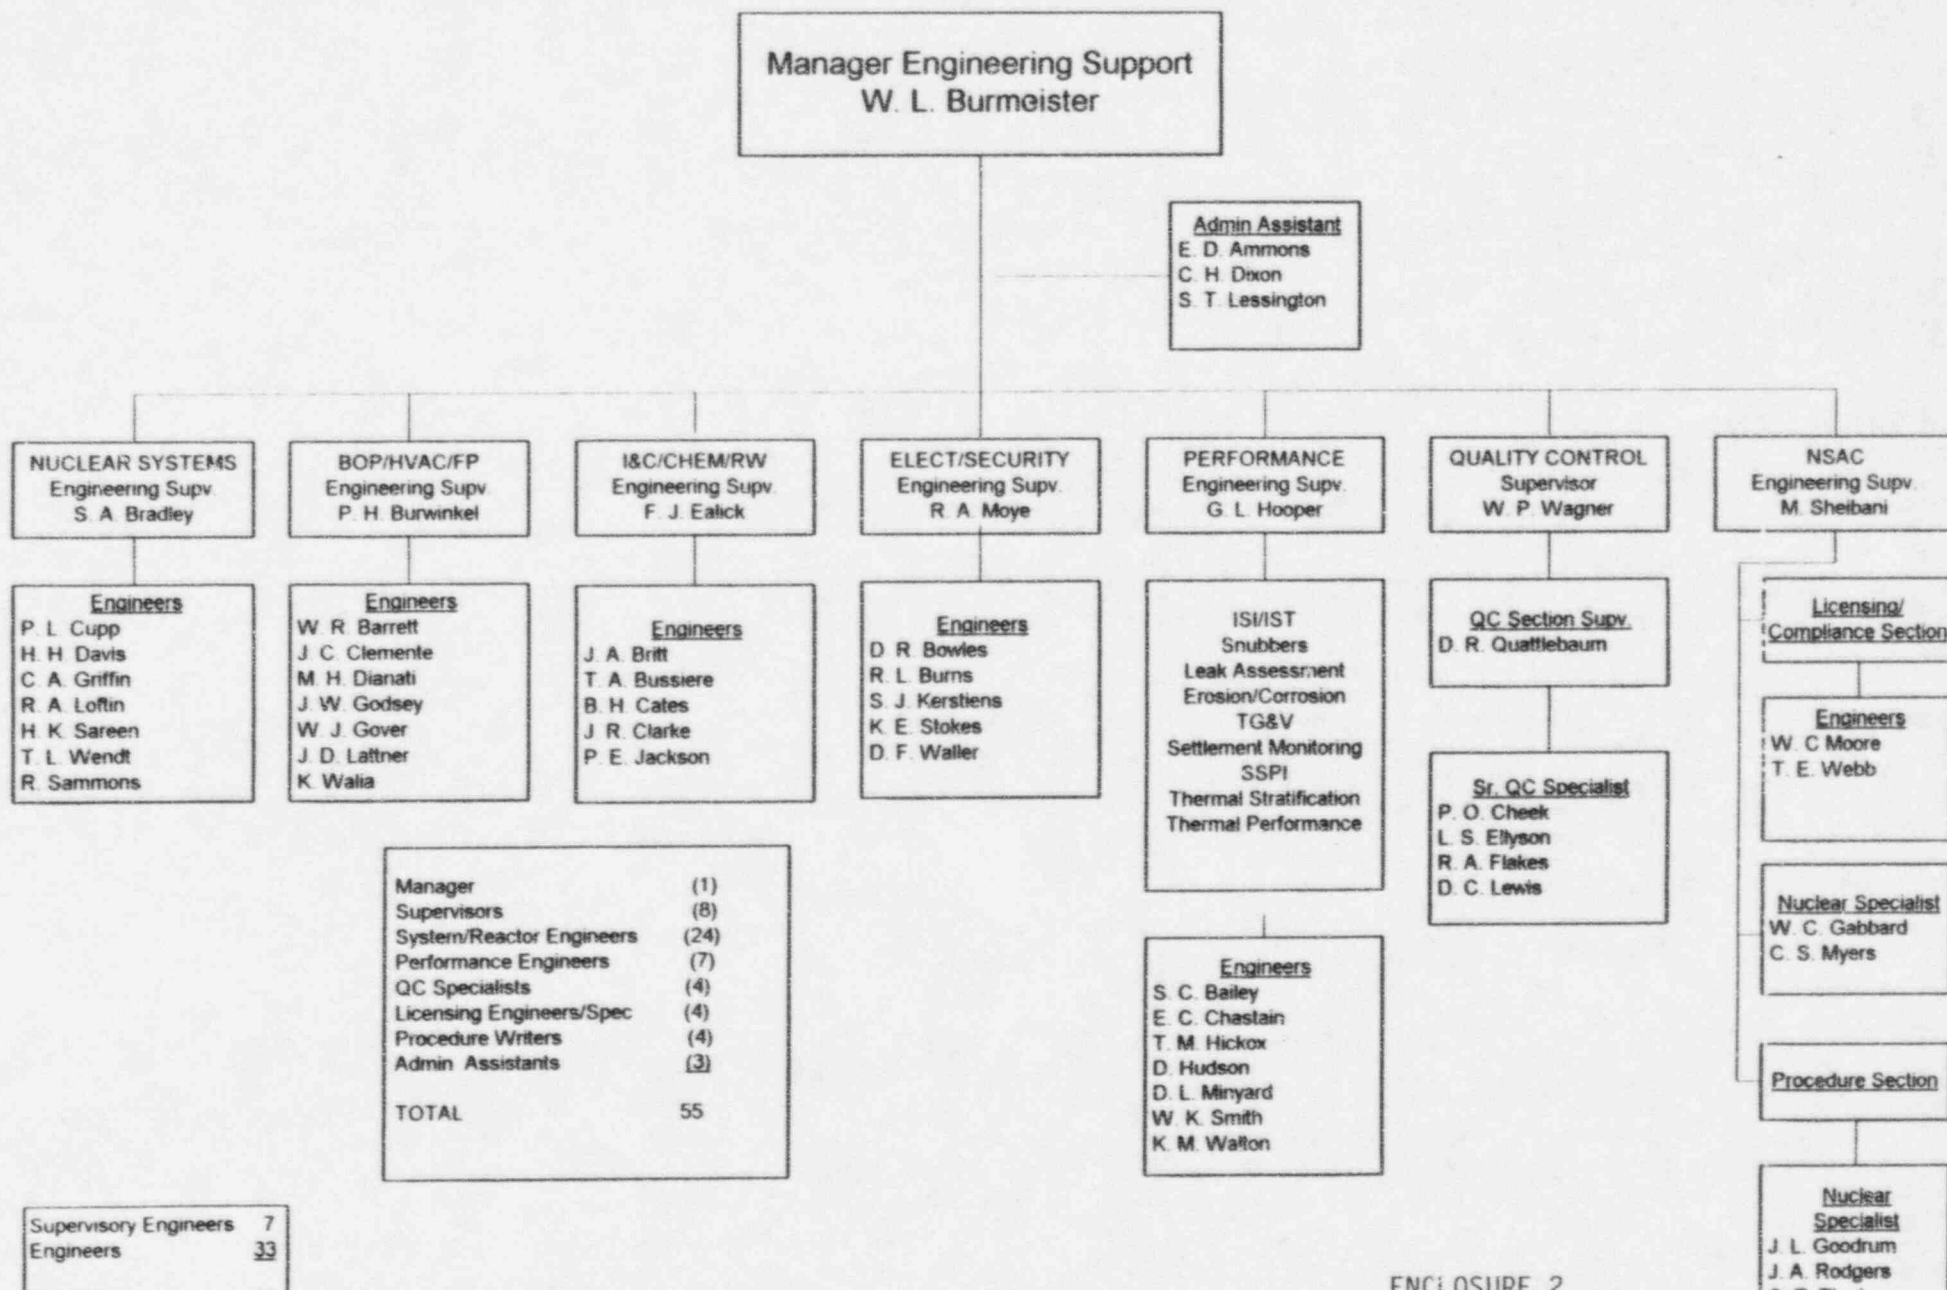 Manager Engineering Support
W. L. Burmeister
Admin Assistant
E. D. Ammons
C. H. Dixon
S. T. Lessington
NUCLEAR SYSTEMS
Engineering Supv.
S. A. Bradley
Engineers
P. L. Cupp
H. H. Davis
C. A. Griffin
R. A. Loftin
H. K. Sareen
T. L. Wendt
R. Sammons
BOP/HVAC/FP
Engineering Supv.
P. H. Burwinkel
Engineers
W. R. Barrett
J. C. Clemente
M. H. Dianati
J. W. Godsey
W. J. Gover
J. D. Lattner
K. Walia
I&C/CHEM/RW
Engineering Supv.
F. J. Ealick
Engineers
J. A. Britt
T. A. Bussiere
B. H. Cates
J. R. Clarke
P. E. Jackson
ELECT/SECURITY
Engineering Supv.
R. A. Moye
Engineers
D. R. Bowles
R. L. Burns
S. J. Kerstiens
K. E. Stokes
D. F. Waller
PERFORMANCE
Engineering Supv.
G. L. Hooper
ISI/IST
Snubbers
Leak Assessment
Erosion/Corrosion
TG&V
Settlement Monitoring
SSPI
Thermal Stratification
Thermal Performance
Engineers
S. C. Bailey
E. C. Chastain
T. M. Hickox
D. Hudson
D. L. Minyard
W. K. Smith
K. M. Walton
QUALITY CONTROL
Supervisor
W. P. Wagner
QC Section Supv.
D. R. Quattlebaum
Sr. QC Specialist
P. O. Cheek
L. S. Ellyson
R. A. Flakes
D. C. Lewis
NSAC
Engineering Supv.
M. Sheibani
Licensing/
Compliance Section
Engineers
W. C Moore
T. E. Webb
Nuclear Specialist
W. C. Gabbard
C. S. Myers
Procedure Section
Nuclear
Specialist
J. L. Goodrum
J. A. Rodgers
Manager (1)
Supervisors (8)
System/Reactor Engineers (24)
Performance Engineers (7)
QC Specialists (4)
Licensing Engineers/Spec (4)
Procedure Writers (4)
Admin Assistants (3)
TOTAL 55
Supervisory Engineers 7
Engineers 33
ENCLOSURE 2